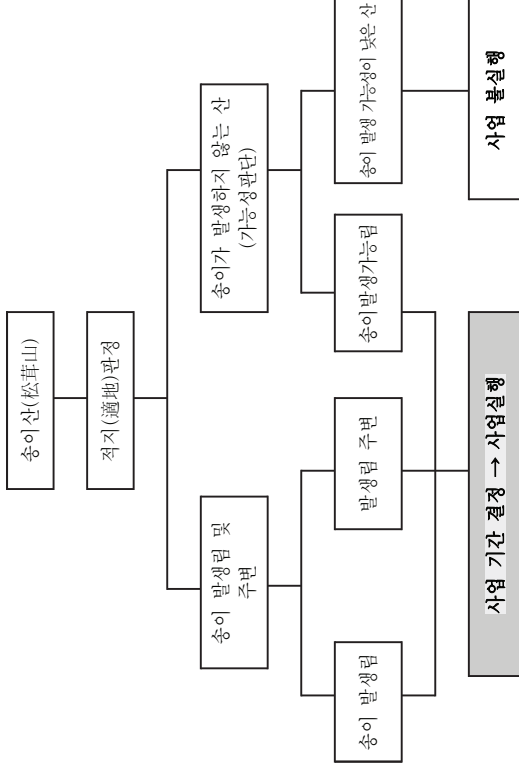 송이산(松茸山)
적지(適地)판정
송이 발생림 및
주변
송이가 발생하지 않는 산
(가능성판단)
송이 발생림
발생림 주변
송이발생가능림
송이 발생 가능성이 낮은 산
사업 기간 결정 → 사업실행
사업 불실행